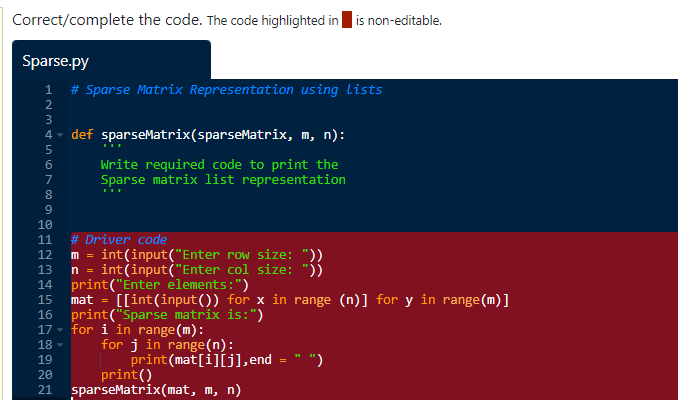 Correct/complete the code. The code highlighted in is non-editable.
Sparse.py
1 # Sparse Matrix Representation using lists
2
3
4 def sparseMatrix(sparseMatrix, m, n):
5     '''
6     Write required code to print the
7     Sparse matrix list representation
8     '''
9
10
11 # Driver code
12 m = int(input("Enter row size: "))
13 n = int(input("Enter col size: "))
14 print("Enter elements:")
15 mat = [[int(input()) for x in range (n)] for y in range(m)]
16 print("Sparse matrix is:")
17 for i in range(m):
18     for j in range(n):
19         print(mat[i][j],end = " ")
20     print()
21 sparseMatrix(mat, m, n)